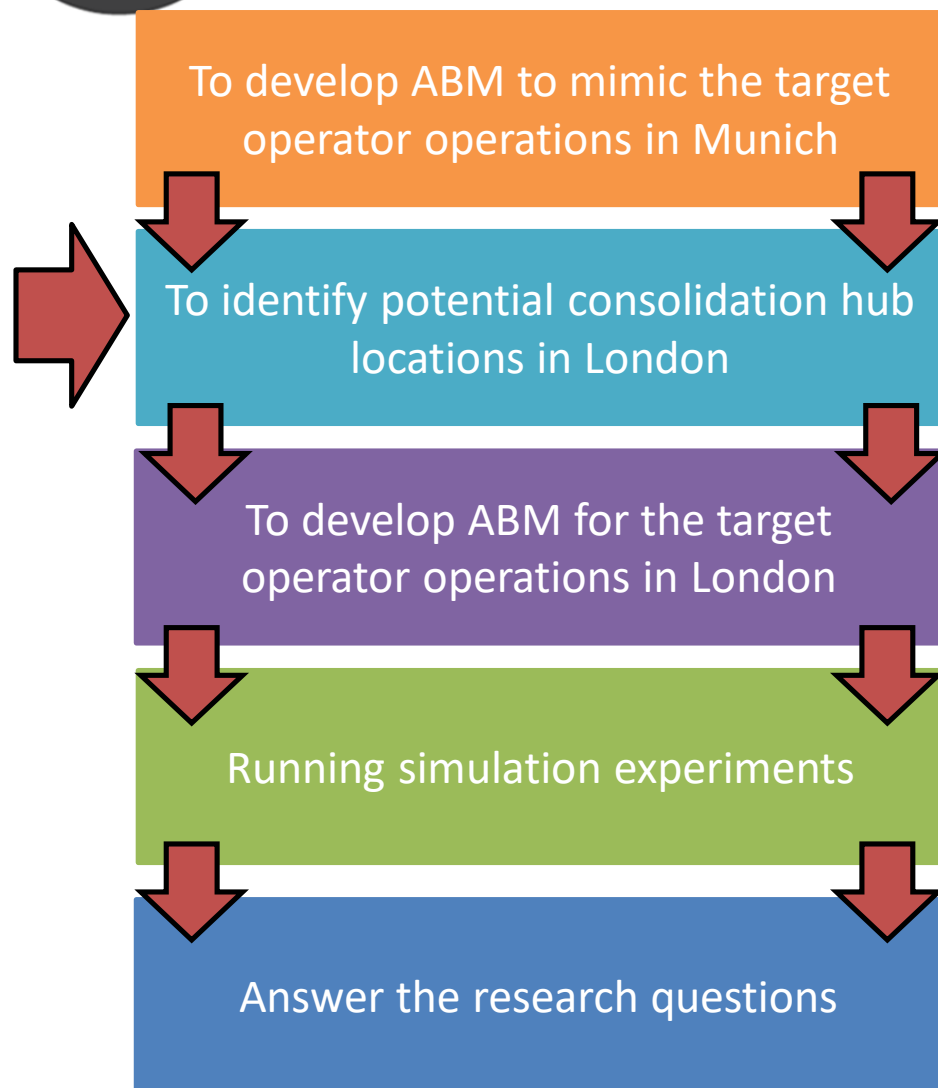 To develop ABM to mimic the target
operator operations in Munich
To identify potential consolidation hub
locations in London
To develop ABM for the target
operator operations in London
Running simulation experiments
Answer the research questions